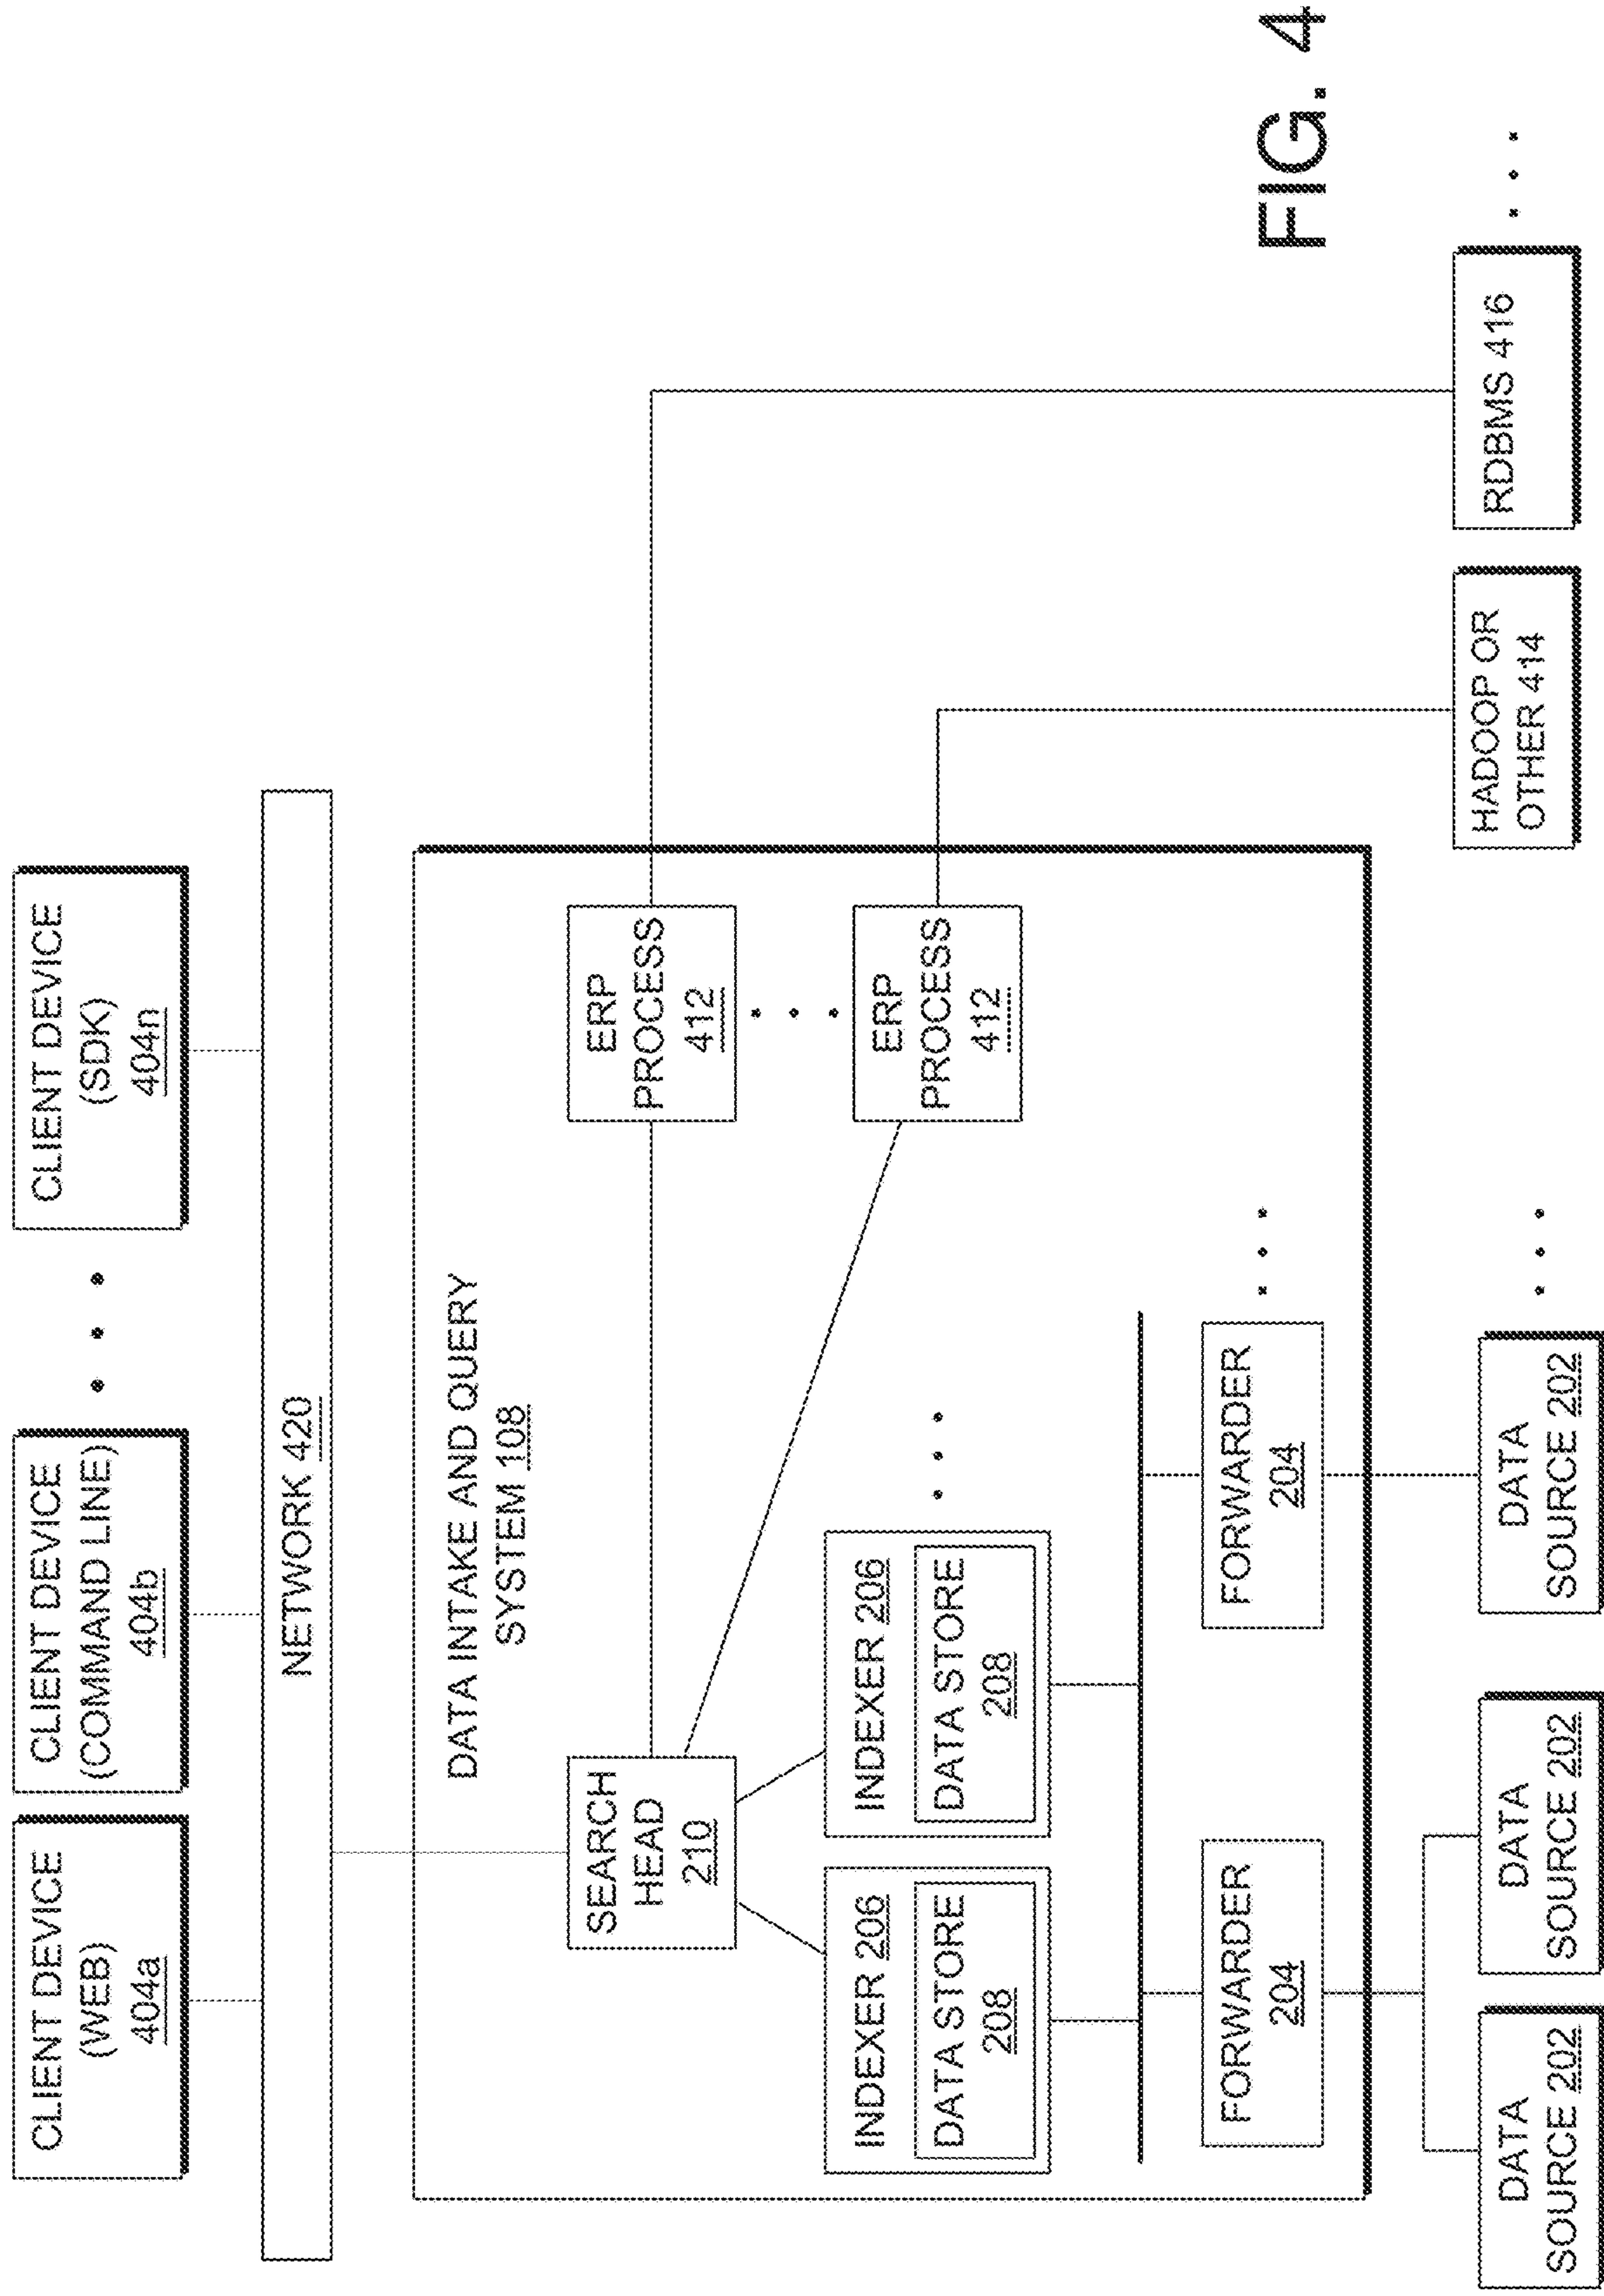 CLIENT DEVICE
(WEB)
404a
CLIENT DEVICE
(COMMAND LINE)
404b
CLIENT DEVICE
(SDK)
404n
NETWORK 420
DATA INTAKE AND QUERY
SYSTEM 108
SEARCH
HEAD
210
ERP
PROCESS
412
ERP
PROCESS
412
INDEXER 206
DATA STORE
208
INDEXER 206
DATA STORE
208
FORWARDER
204
FORWARDER
204
DATA
SOURCE 202
DATA
SOURCE 202
DATA
SOURCE 202
HADOOP OR
OTHER 414
RDBMS 416
FIG. 4